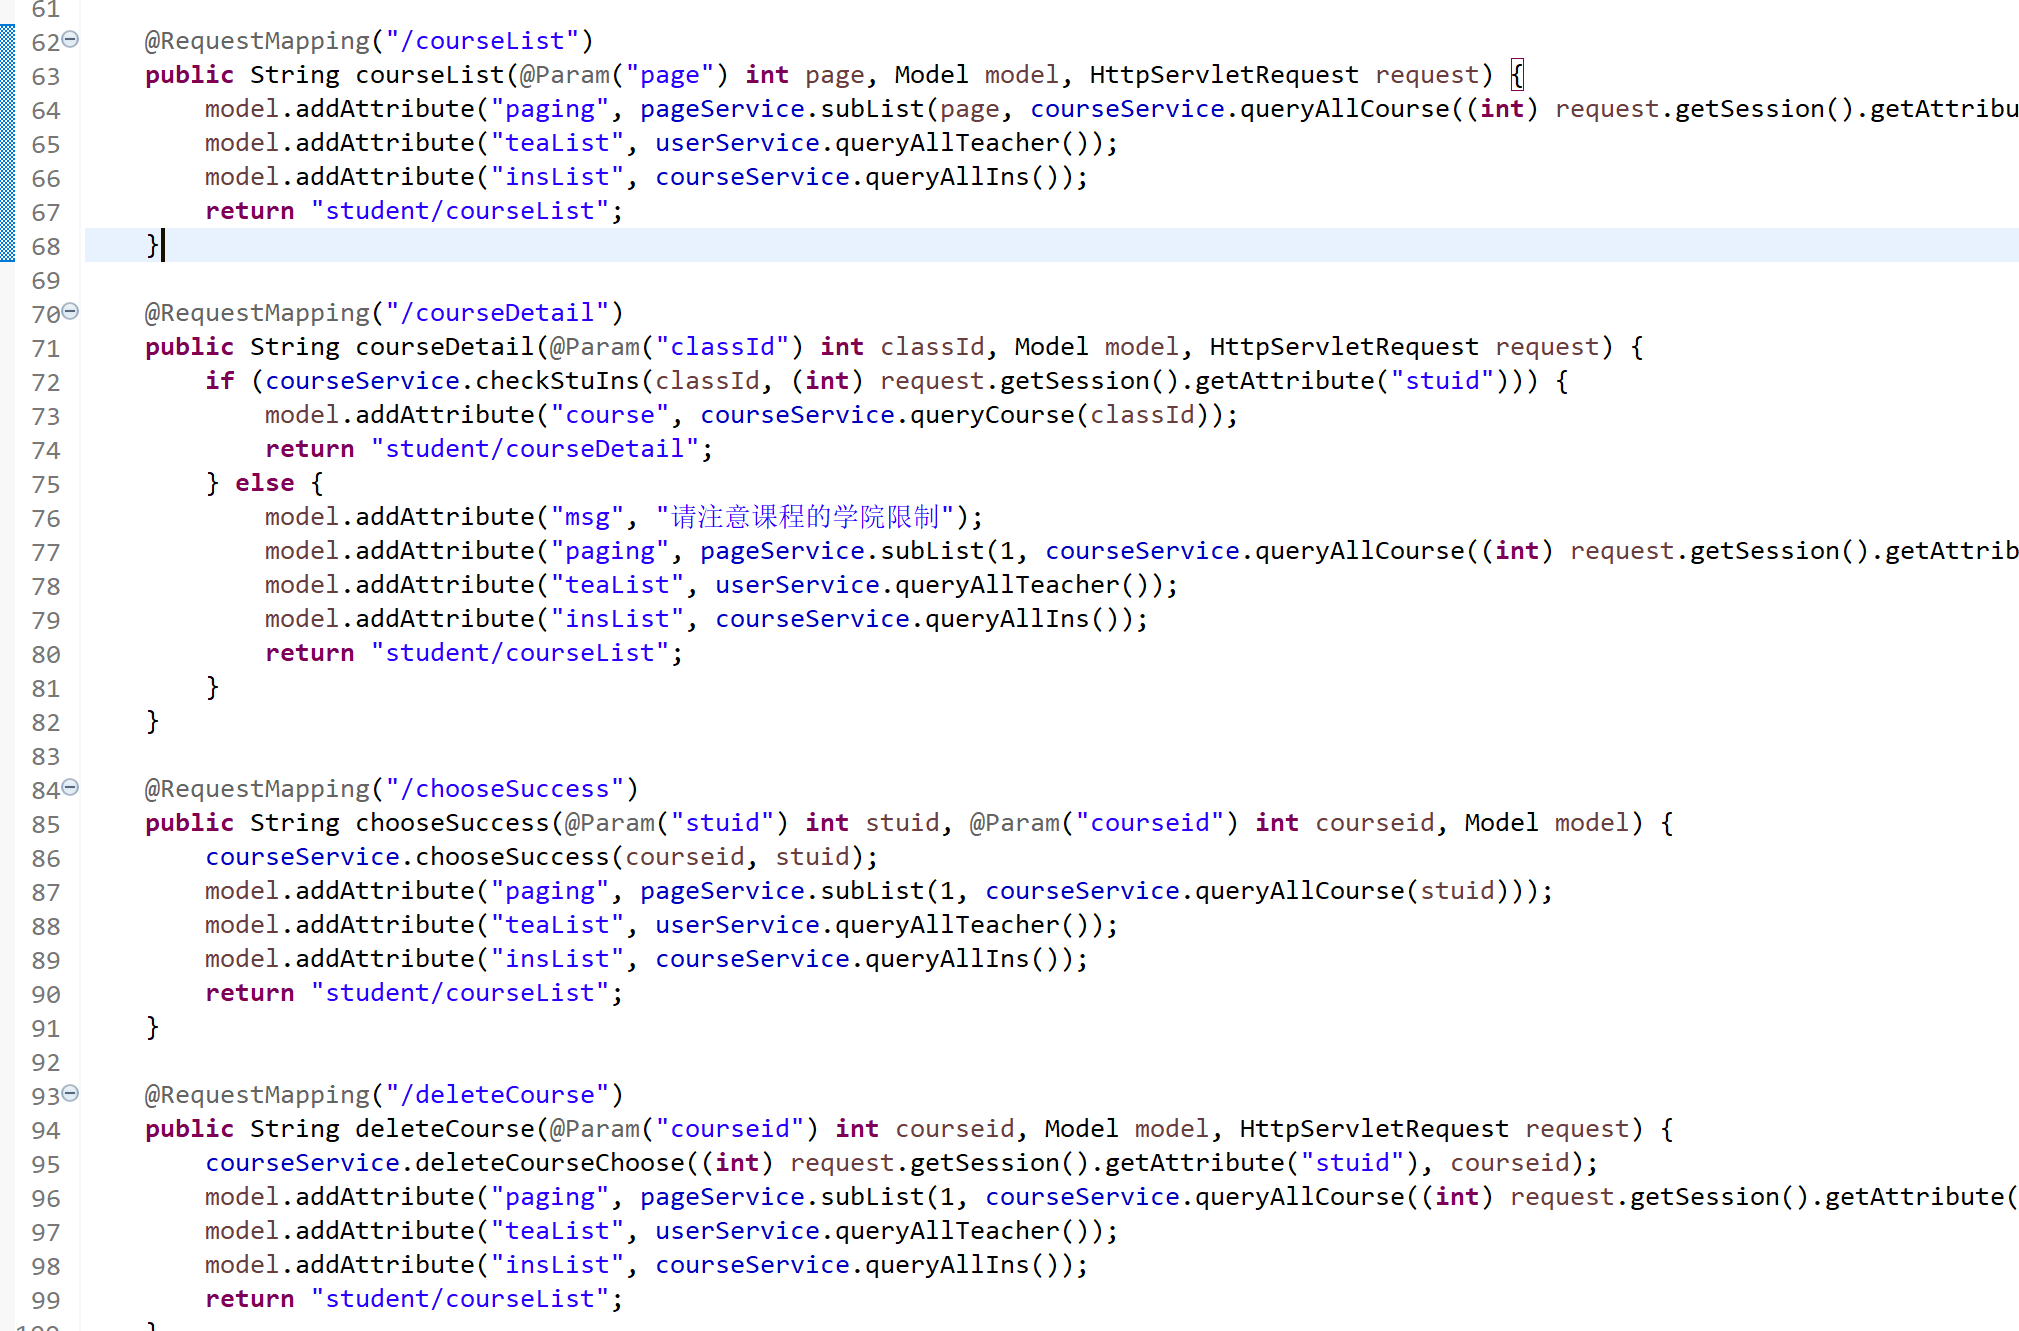 61
62 @RequestMapping("/courseList")
63 public String courseList(@Param("page") int page, Model model, HttpServletRequest request) {
64 model.addAttribute("paging", pageService.subList(page, courseService.queryAllCourse((int) request.getSession().getAttribu
65 model.addAttribute("teaList", userService.queryAllTeacher());
66 model.addAttribute("insList", courseService.queryAllIns());
67 return "student/courseList";
68 }
69
70 @RequestMapping("/courseDetail")
71 public String courseDetail(@Param("classId") int classId, Model model, HttpServletRequest request) {
72 if (courseService.checkStuIns(classId, (int) request.getSession().getAttribute("stuid"))) {
73 model.addAttribute("course", courseService.queryCourse(classId));
74 return "student/courseDetail";
75 } else {
76 model.addAttribute("msg", "请注意课程的学院限制");
77 model.addAttribute("paging", pageService.subList(1, courseService.queryAllCourse((int) request.getSession().getAttrib
78 model.addAttribute("teaList", userService.queryAllTeacher());
79 model.addAttribute("insList", courseService.queryAllIns());
80 return "student/courseList";
81 }
82 }
83
84 @RequestMapping("/chooseSuccess")
85 public String chooseSuccess(@Param("stuid") int stuid, @Param("courseid") int courseid, Model model) {
86 courseService.chooseSuccess(courseid, stuid);
87 model.addAttribute("paging", pageService.subList(1, courseService.queryAllCourse(stuid)));
88 model.addAttribute("teaList", userService.queryAllTeacher());
89 model.addAttribute("insList", courseService.queryAllIns());
90 return "student/courseList";
91 }
92
93 @RequestMapping("/deleteCourse")
94 public String deleteCourse(@Param("courseid") int courseid, Model model, HttpServletRequest request) {
95 courseService.deleteCourseChoose((int) request.getSession().getAttribute("stuid"), courseid);
96 model.addAttribute("paging", pageService.subList(1, courseService.queryAllCourse((int) request.getSession().getAttribute(
97 model.addAttribute("teaList", userService.queryAllTeacher());
98 model.addAttribute("insList", courseService.queryAllIns());
99 return "student/courseList";